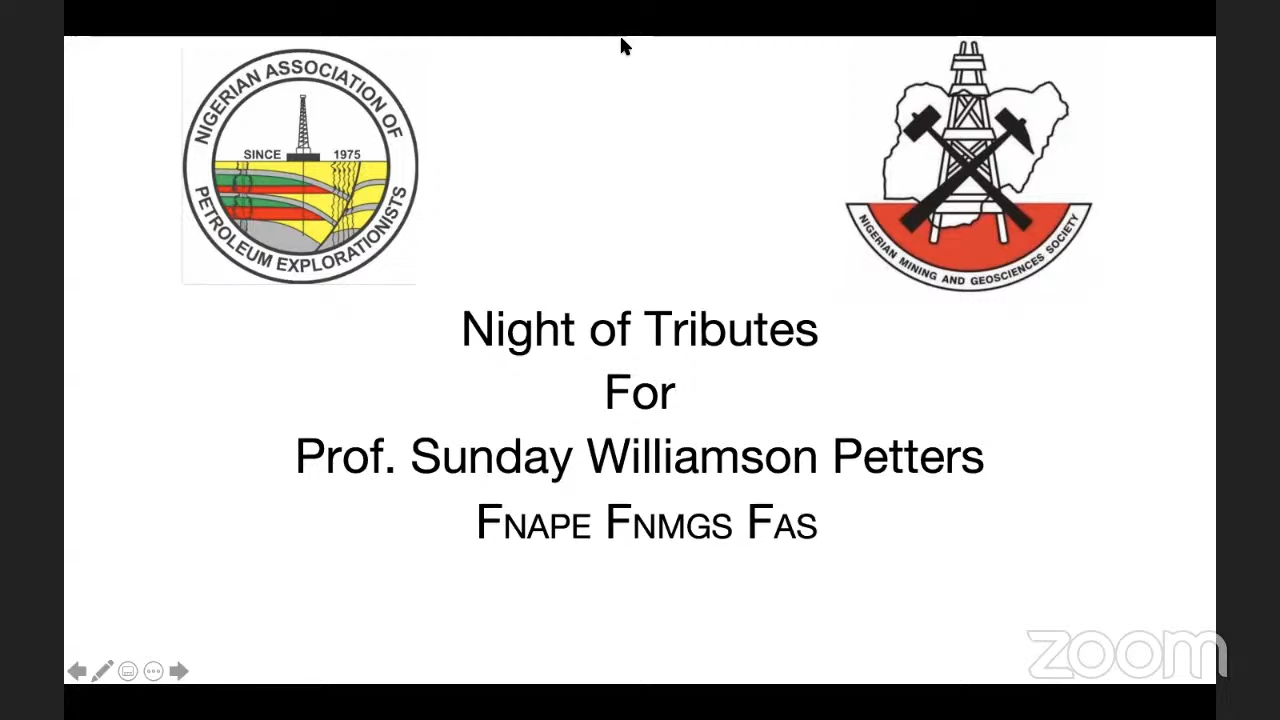 NIGERIAN ASSOCIATION OF
SINCE 1975
PETROLEUM EXPLORATIONISTS
NIGERIAN MINING AND GEOSCIENCES SOCIETY
Night of Tributes
For
Prof. Sunday Williamson Petters
FNAPE FNMGS FAS
zoom